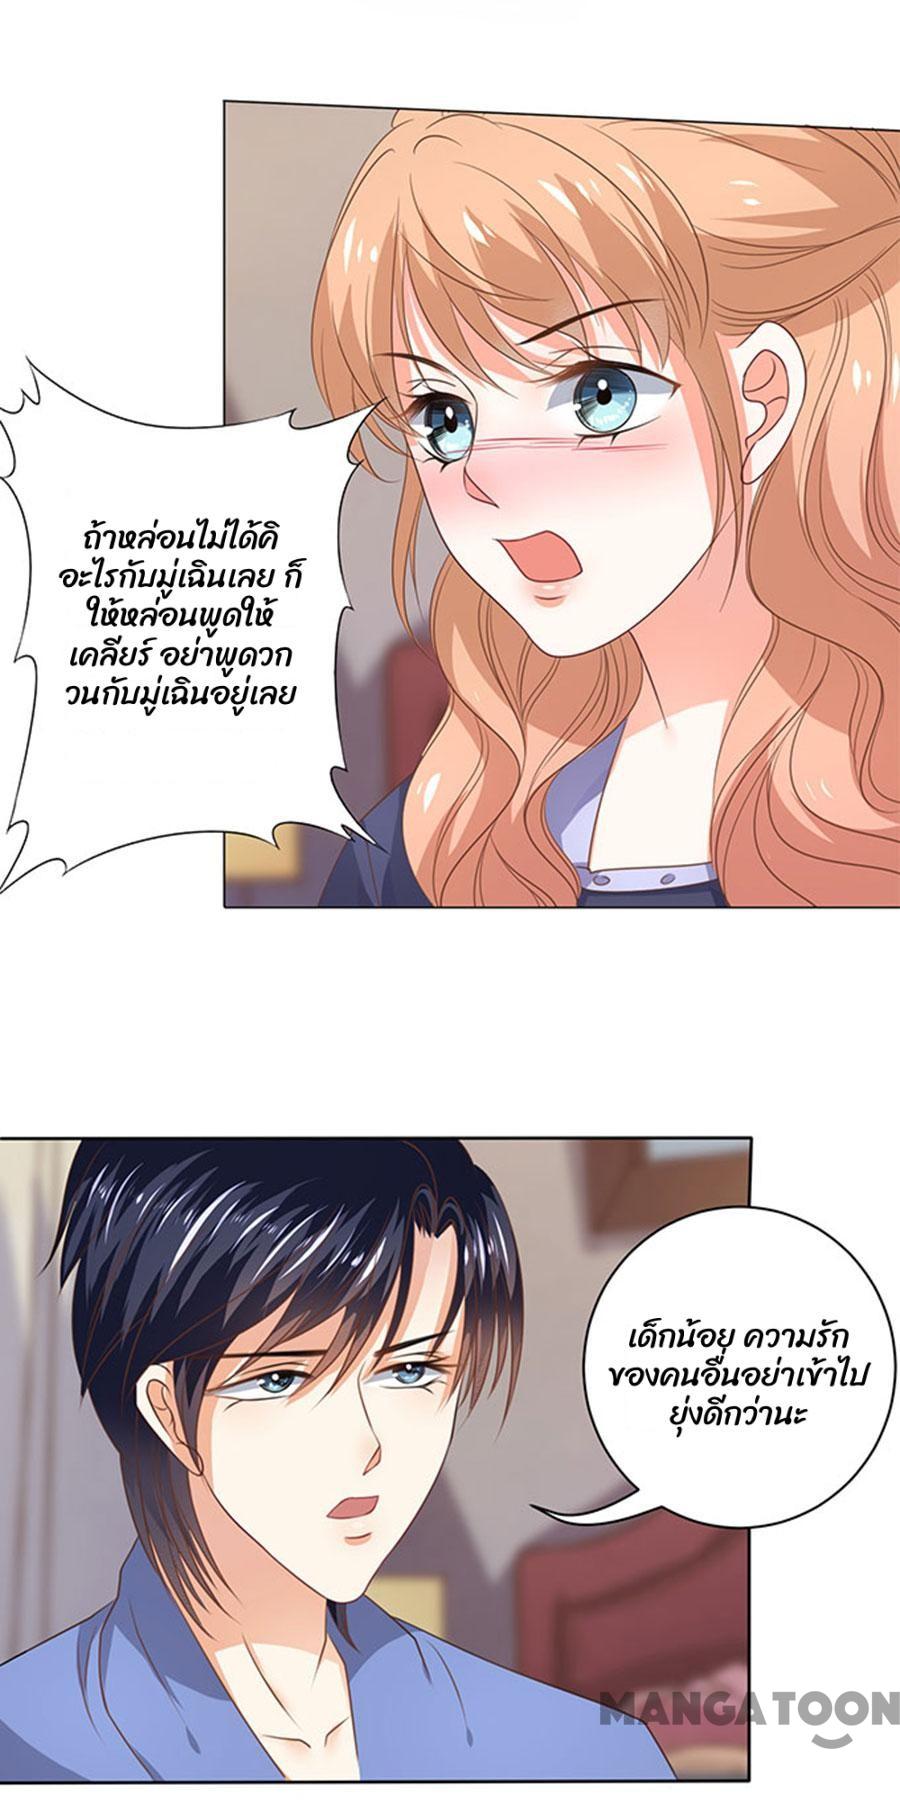 ถ้าหล่อนไม่ได้คิ
อะไรกับมู่เฉินเลย ก็
ให้หล่อนพูดให้
เคลียร์ อย่าพูดวก
วนกับมู่เฉินอยู่เลย
เด็กน้อย ความรัก
ของคนอื่นอย่าเข้าไป
ยุ่งดีกว่านะ
MANGATOON